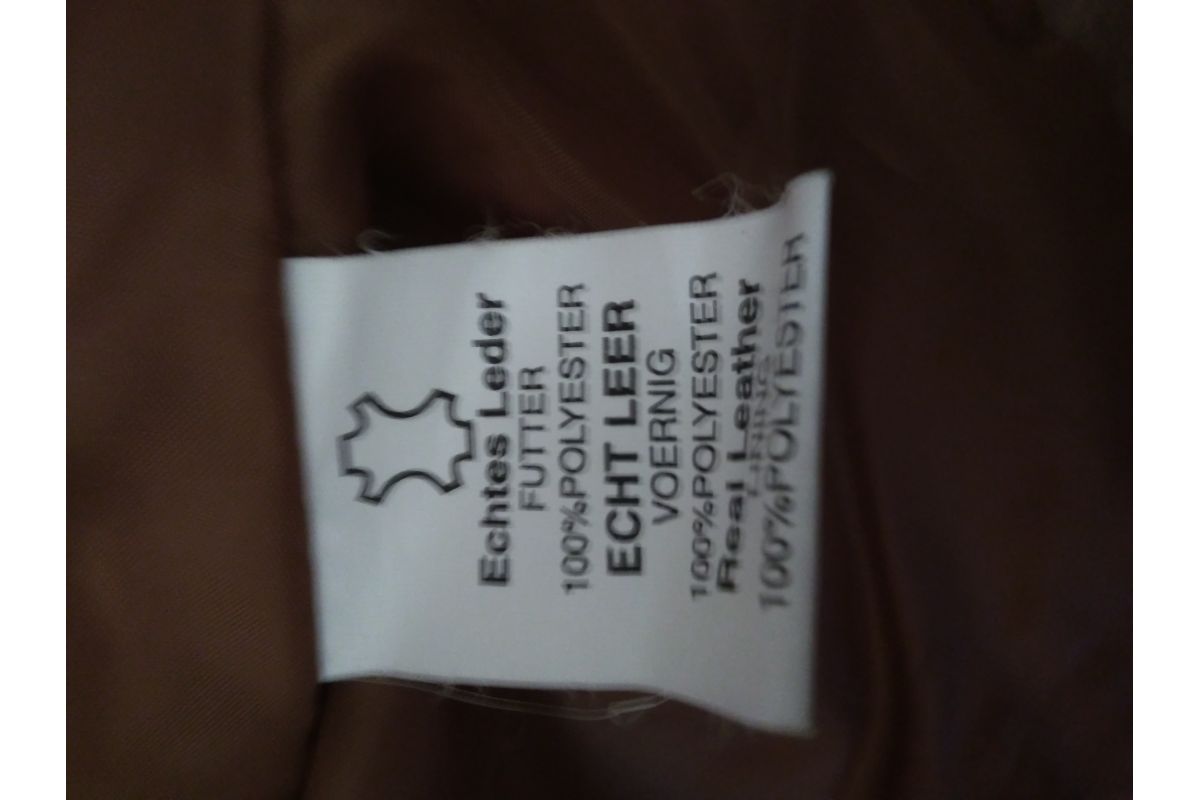 Echtes Leder
FUTTER
100%POLYESTER
ECHT LEER
VOERNIG
100%POLYESTER
Real Leather
LINING
100%POLYESTER